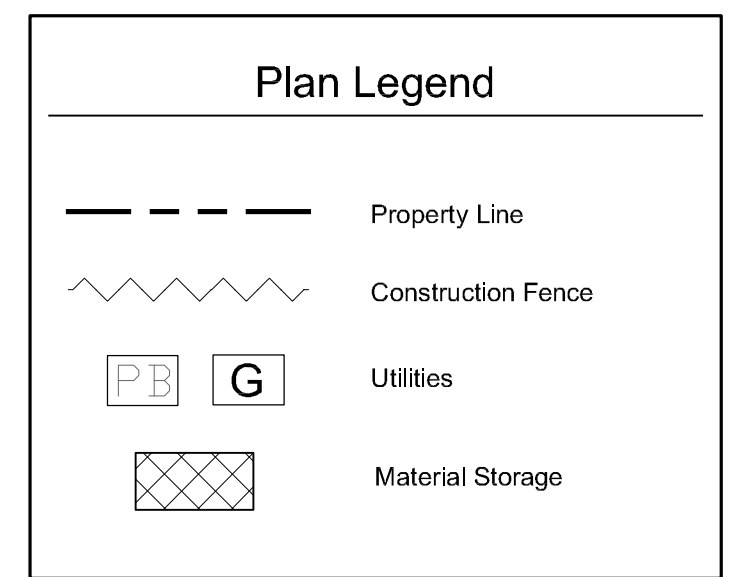 Plan Legend
Property Line
Construction Fence
PB G Utilities
Material Storage